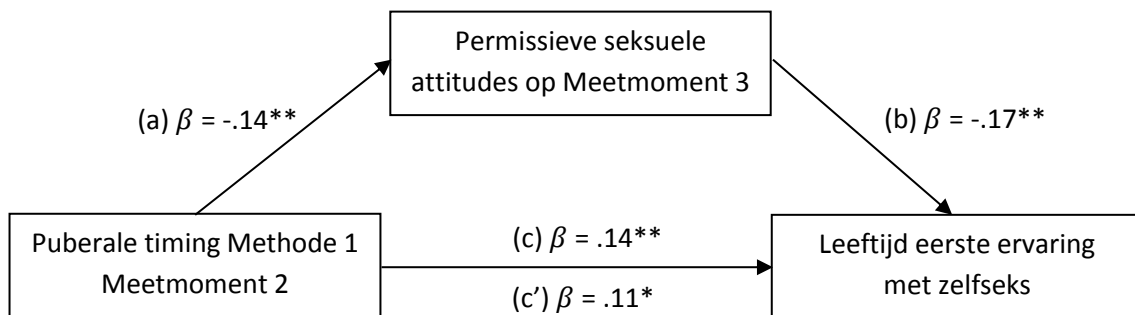 Permissieve seksuele
attitudes op Meetmoment 3
(a) β = -.14**
(b) β = -.17**
Puberale timing Methode 1
Meetmoment 2
(c) β = .14**
(c’) β = .11*
Leeftijd eerste ervaring
met zelfseks